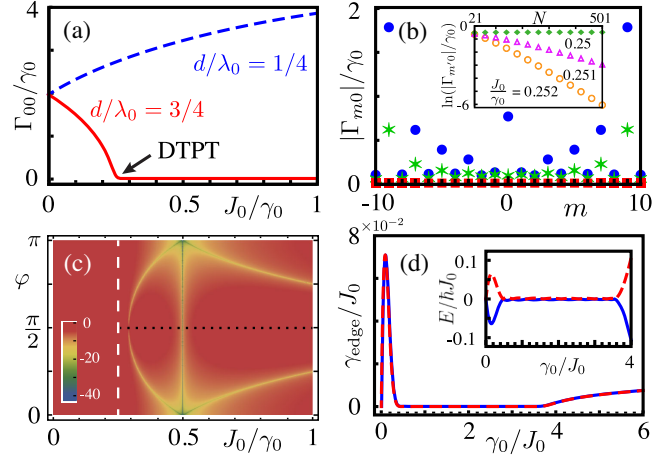 (a)
4
0
Γ₀₀/γ₀
d/λ₀ = 1/4
d/λ₀ = 3/4
DTPT
0
0.5
J₀/γ₀
1
(b)
2
1
0
|Γₘ₀|/γ₀
-10
0
m
10
21
N
501
ln(|Γₘ′₀|/γ₀)
-6
0.25
0.251
J₀/γ₀ = 0.252
(c)
π
φ
π/2
0
0
-20
-40
0
0.5
J₀/γ₀
1
(d)
×10⁻²
8
4
0
γedge/J₀
0
2
4
6
γ₀/J₀
0.1
0
-0.1
E/ħJ₀
0
γ₀/J₀
4